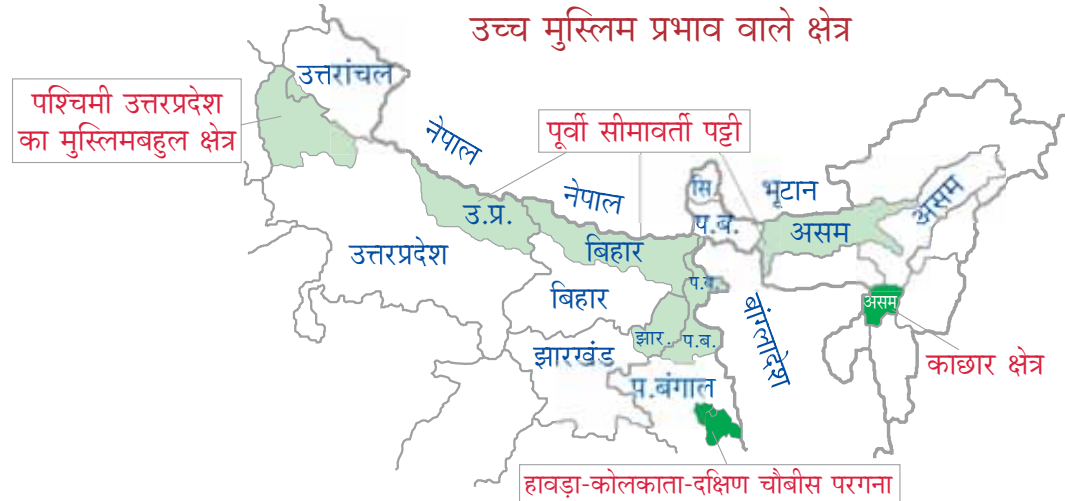 उच्च मुस्लिम प्रभाव वाले क्षेत्र
उत्तरांचल
पश्चिमी उत्तरप्रदेश
का मुस्लिमबहुल क्षेत्र
नेपाल
पूर्वी सीमावर्ती पट्टी
नेपाल
सि.
भूटान
असम
उ.प्र.
प.ब.
असम
उत्तरप्रदेश
बिहार
प.ब.
बिहार
बांग्लादेश
असम
झार.
प.ब.
झारखंड
काछार क्षेत्र
प.बंगाल
हावड़ा-कोलकाता-दक्षिण चौबीस परगना